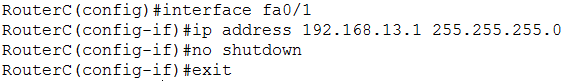 RouterC(config)#interface fa0/1
RouterC(config-if)#ip address 192.168.13.1 255.255.255.0
RouterC(config-if)#no shutdown
RouterC(config-if)#exit